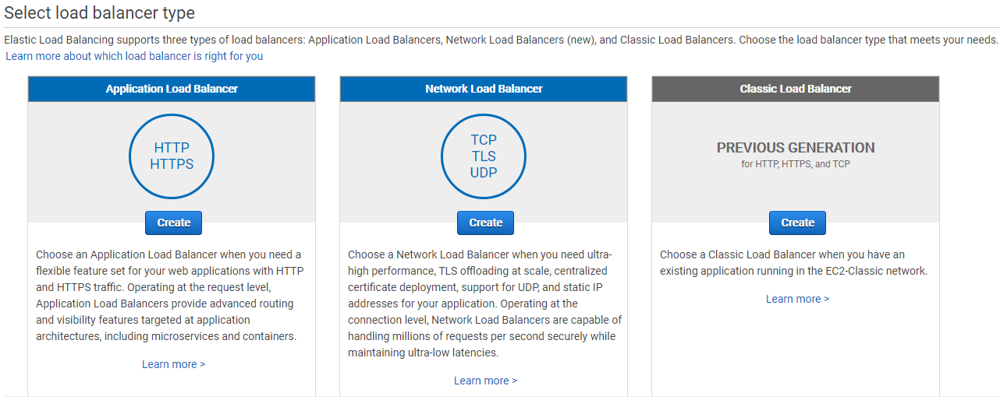 Select load balancer type
Elastic Load Balancing supports three types of load balancers: Application Load Balancers, Network Load Balancers (new), and Classic Load Balancers. Choose the load balancer type that meets your needs.
Learn more about which load balancer is right for you
Application Load Balancer
HTTP
HTTPS
Create
Choose an Application Load Balancer when you need a
flexible feature set for your web applications with HTTP
and HTTPS traffic. Operating at the request level,
Application Load Balancers provide advanced routing
and visibility features targeted at application
architectures, including microservices and containers.
Learn more >
Network Load Balancer
TCP
TLS
UDP
Create
Choose a Network Load Balancer when you need ultra-
high performance, TLS offloading at scale, centralized
certificate deployment, support for UDP, and static IP
addresses for your application. Operating at the
connection level, Network Load Balancers are capable of
handling millions of requests per second securely while
maintaining ultra-low latencies.
Learn more >
Classic Load Balancer
PREVIOUS GENERATION
for HTTP, HTTPS, and TCP
Create
Choose a Classic Load Balancer when you have an
existing application running in the EC2-Classic network.
Learn more >